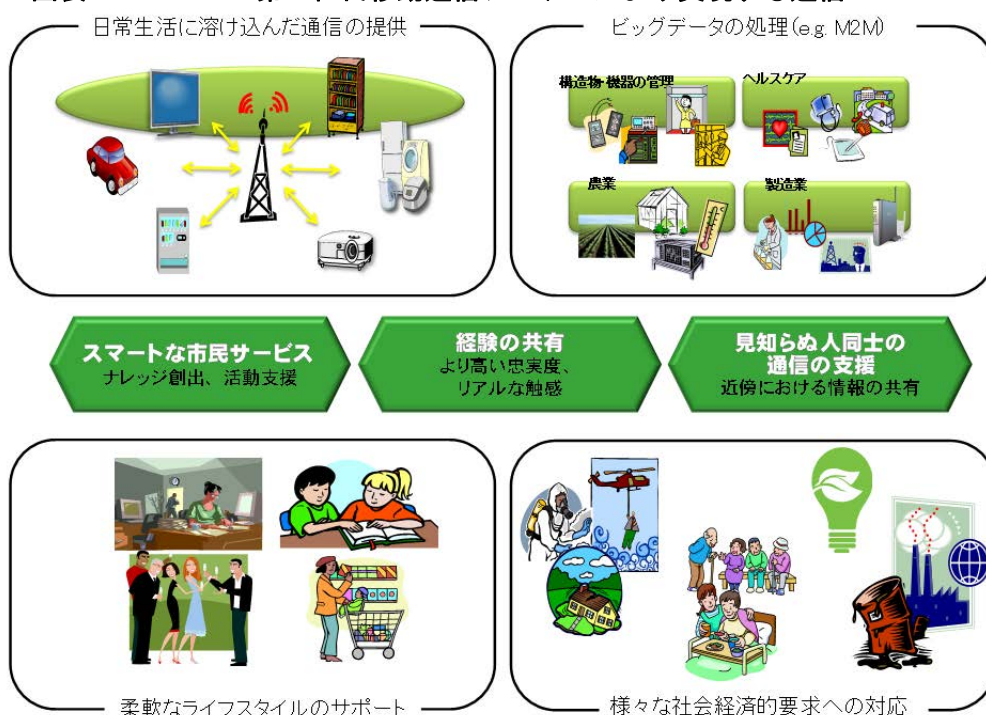 日常生活に溶け込んだ通信の提供
ビッグデータの処理(e.g. M2M)
構造物・機器の管理
ヘルスケア
農業
製造業
スマートな市民サービス
ナレッジ創出、活動支援
経験の共有
より高い忠実度、
リアルな触感
見知らぬ人同士の
通信の支援
近傍における情報の共有
柔軟なライフスタイルのサポート
様々な社会経済的要求への対応